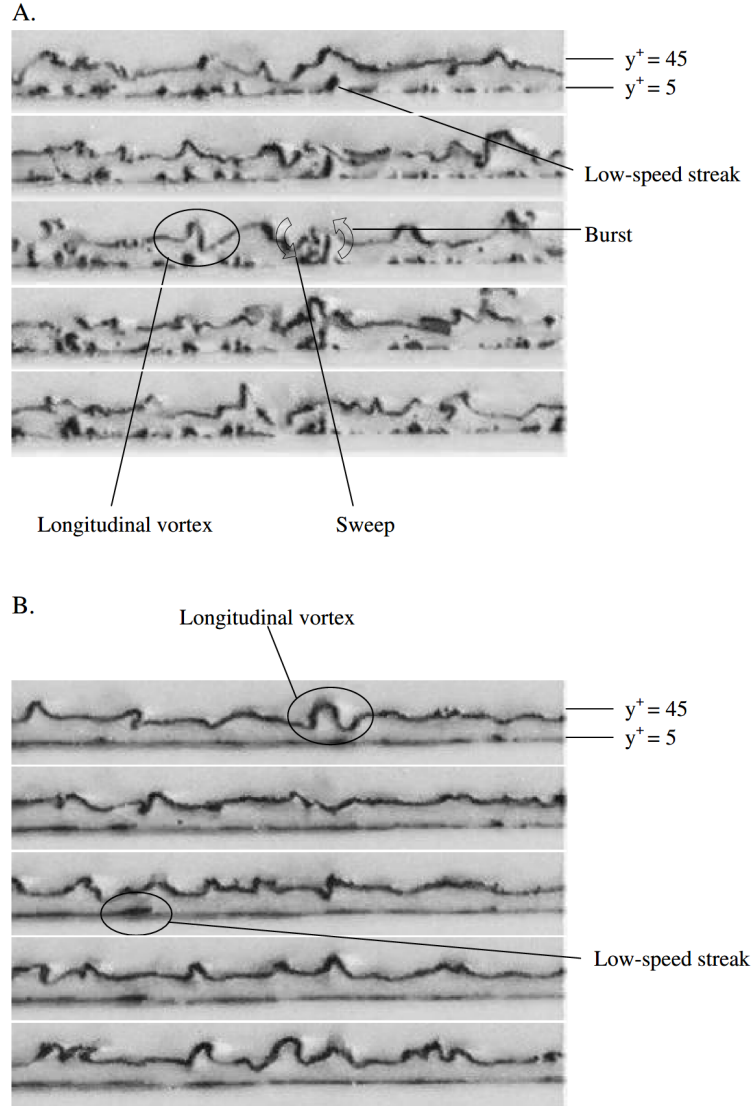 A.
y⁺ = 45
y⁺ = 5
Low-speed streak
Burst
Longitudinal vortex
Sweep
B.
Longitudinal vortex
y⁺ = 45
y⁺ = 5
Low-speed streak